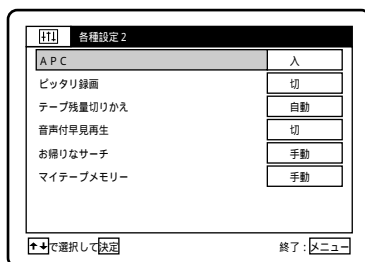 各種設定2
APC 入
ピッタリ録画 切
テープ残量切りかえ 自動
音声付早見再生 切
お帰りなサーチ 手動
マイテープメモリー 手動
↑↓で選択して決定 終了:メニュー